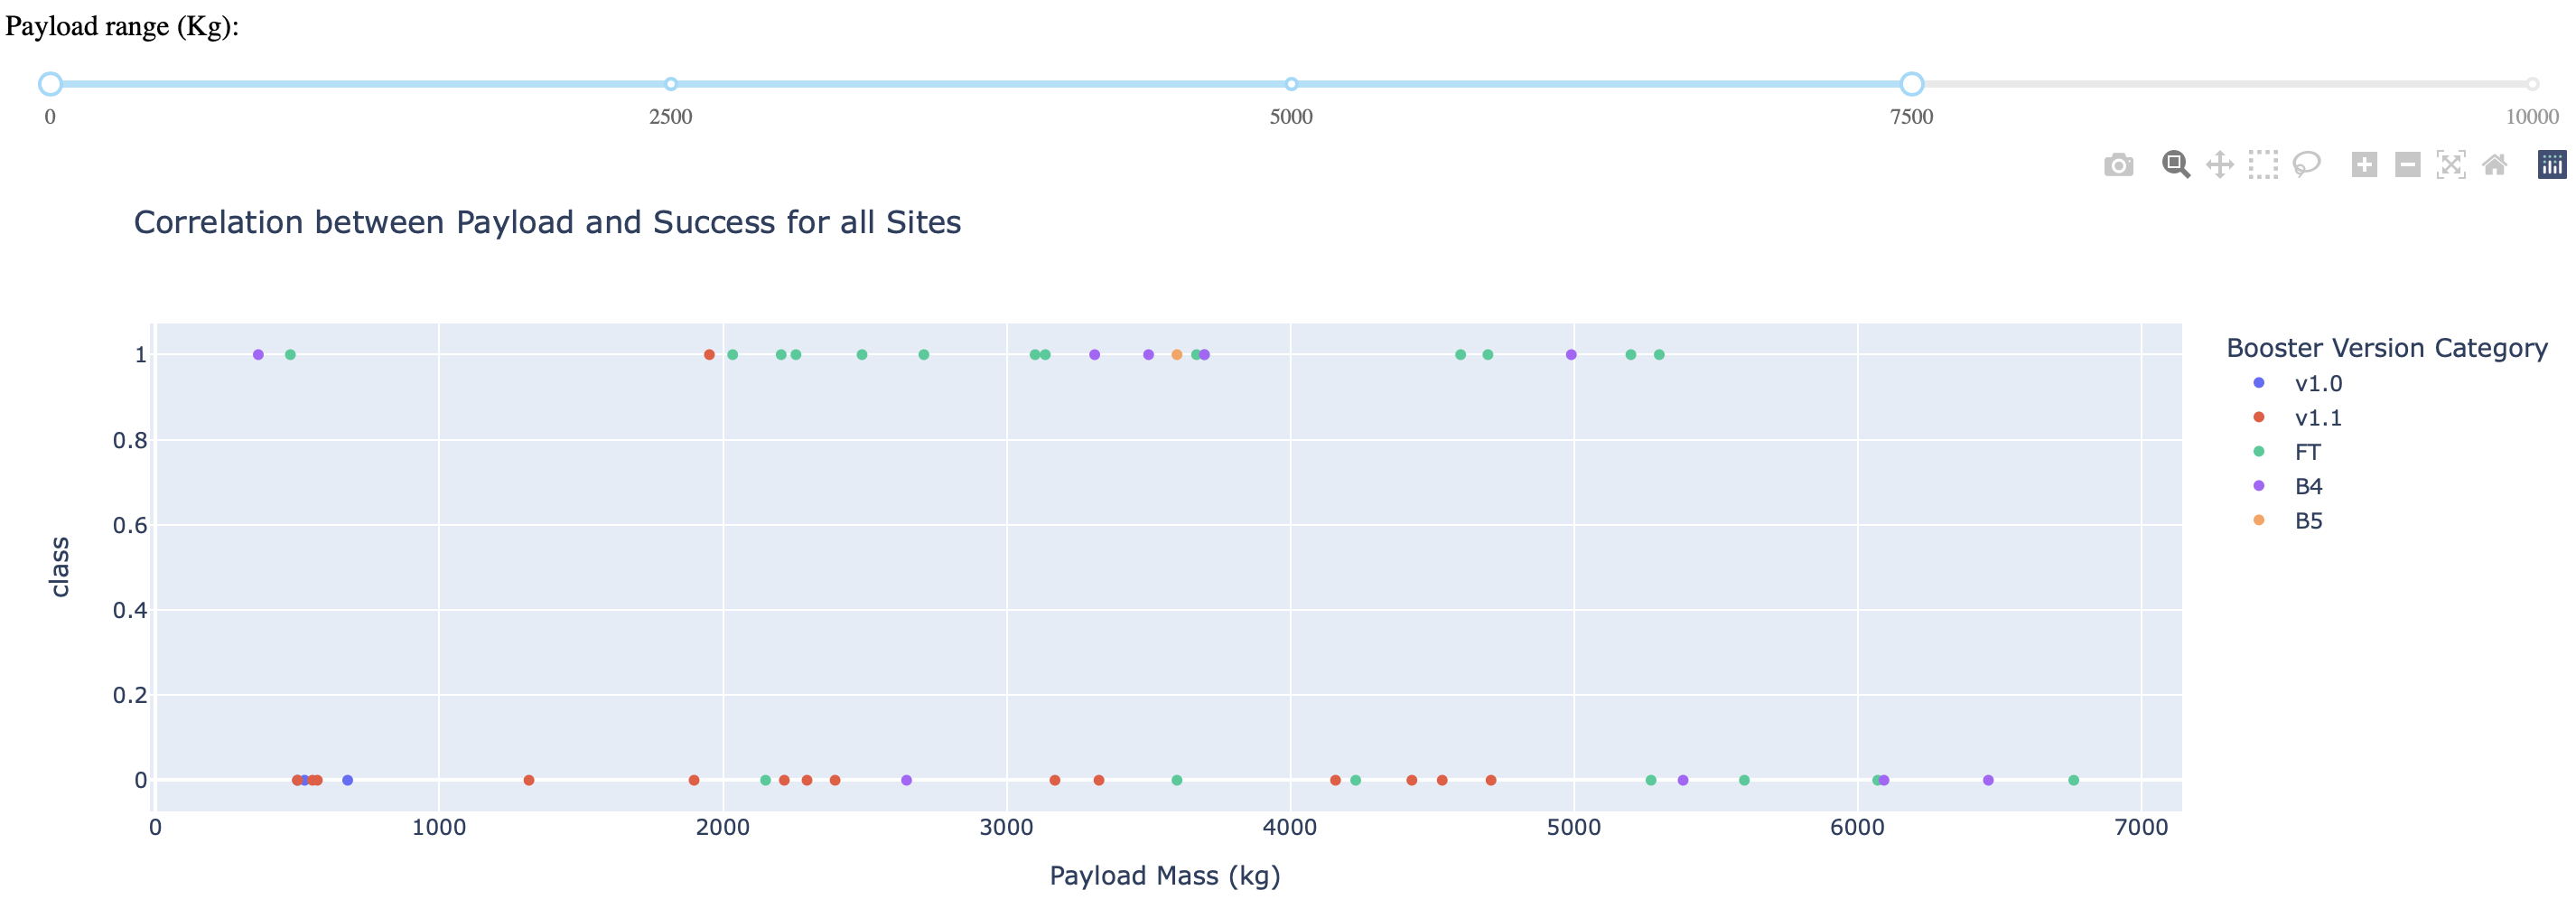 Payload range (Kg):
0 2500 5000 7500 10000
Correlation between Payload and Success for all Sites
1
0.8
0.6
0.4
0.2
0
class
0 1000 2000 3000 4000 5000 6000 7000
Payload Mass (kg)
Booster Version Category
v1.0
v1.1
FT
B4
B5